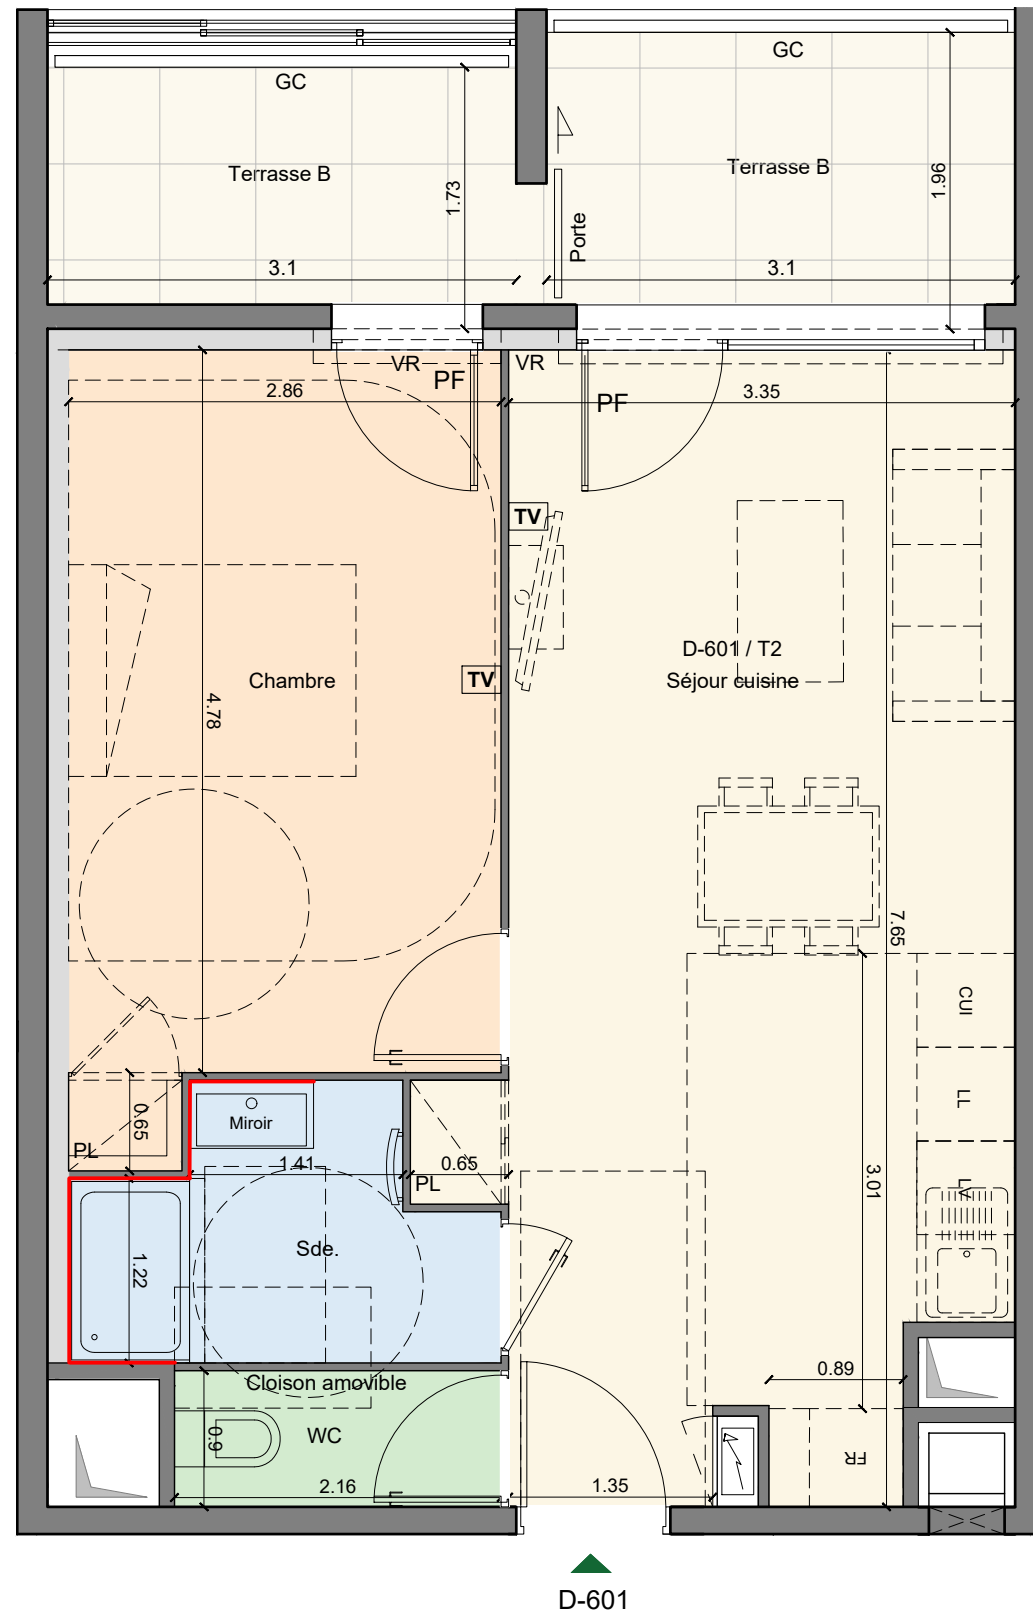 GC
GC
Terrasse B
Terrasse B
1.73
1.96
Porte
3.1
3.1
VR
VR
PF
PF
2.86
3.35
TV
D-601 / T2
Séjour cuisine
Chambre
TV
4.78
7.65
CUI
LL
LV
0.65
PL
Miroir
1.41
0.65
PL
3.01
1.22
Sde.
0.89
Cloison amovible
0.9
WC
FR
2.16
1.35
D-601